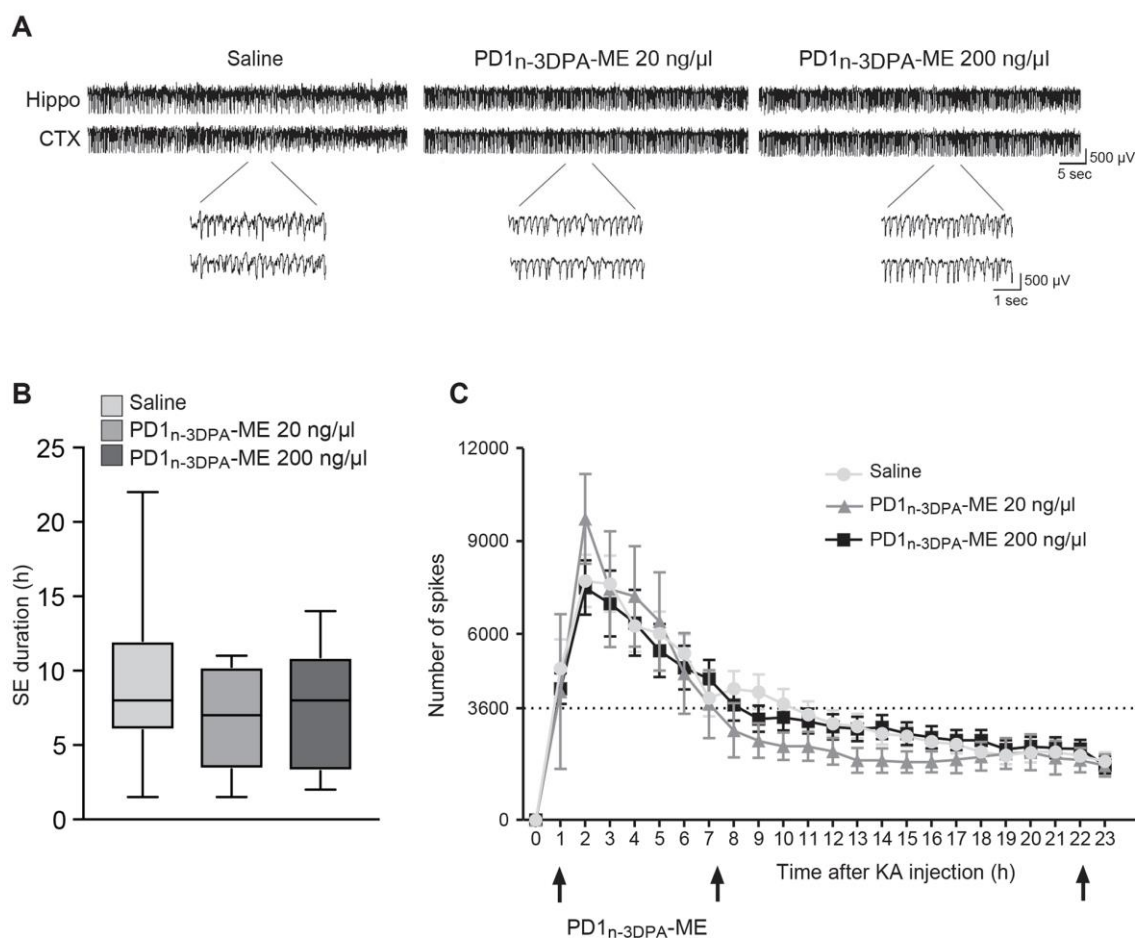 A
Saline
PD1n-3DPA-ME 20 ng/µl
PD1n-3DPA-ME 200 ng/µl
Hippo
CTX
500 µV
5 sec
500 µV
1 sec
B
Saline
PD1n-3DPA-ME 20 ng/µl
PD1n-3DPA-ME 200 ng/µl
SE duration (h)
25
20
15
10
5
0
C
Number of spikes
12000
9000
6000
3600
0
Saline
PD1n-3DPA-ME 20 ng/µl
PD1n-3DPA-ME 200 ng/µl
0 1 2 3 4 5 6 7 8 9 10 11 12 13 14 15 16 17 18 19 20 21 22 23
Time after KA injection (h)
PD1n-3DPA-ME